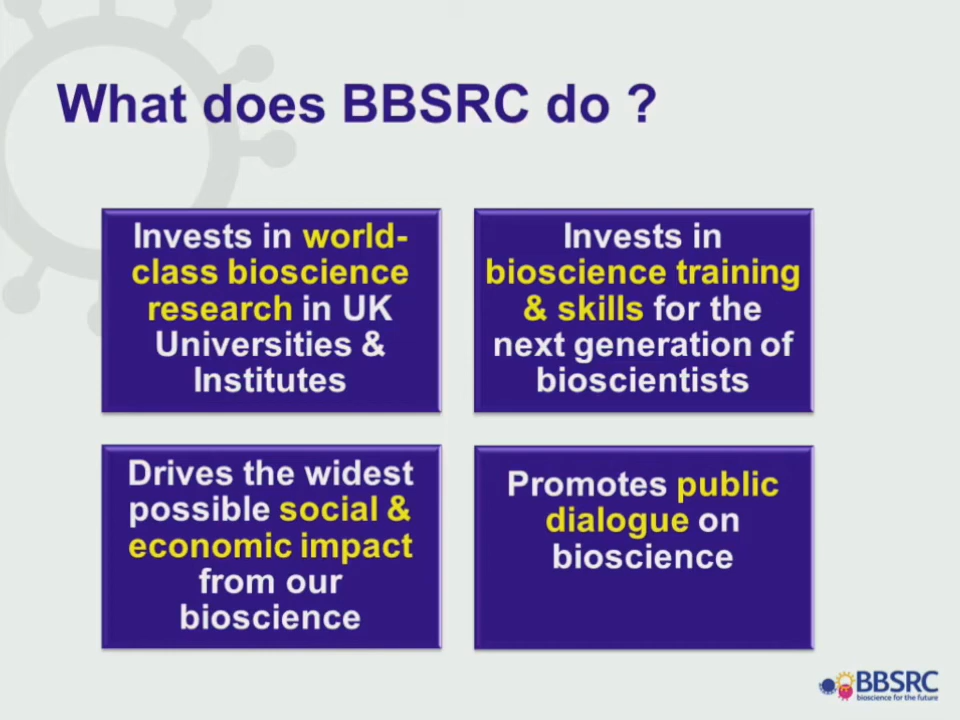 What does BBSRC do ?
Invests in world-
class bioscience
research in UK
Universities &
Institutes
Invests in
bioscience training
& skills for the
next generation of
bioscientists
Drives the widest
possible social &
economic impact
from our
bioscience
Promotes public
dialogue on
bioscience
BBSRC
bioscience for the future